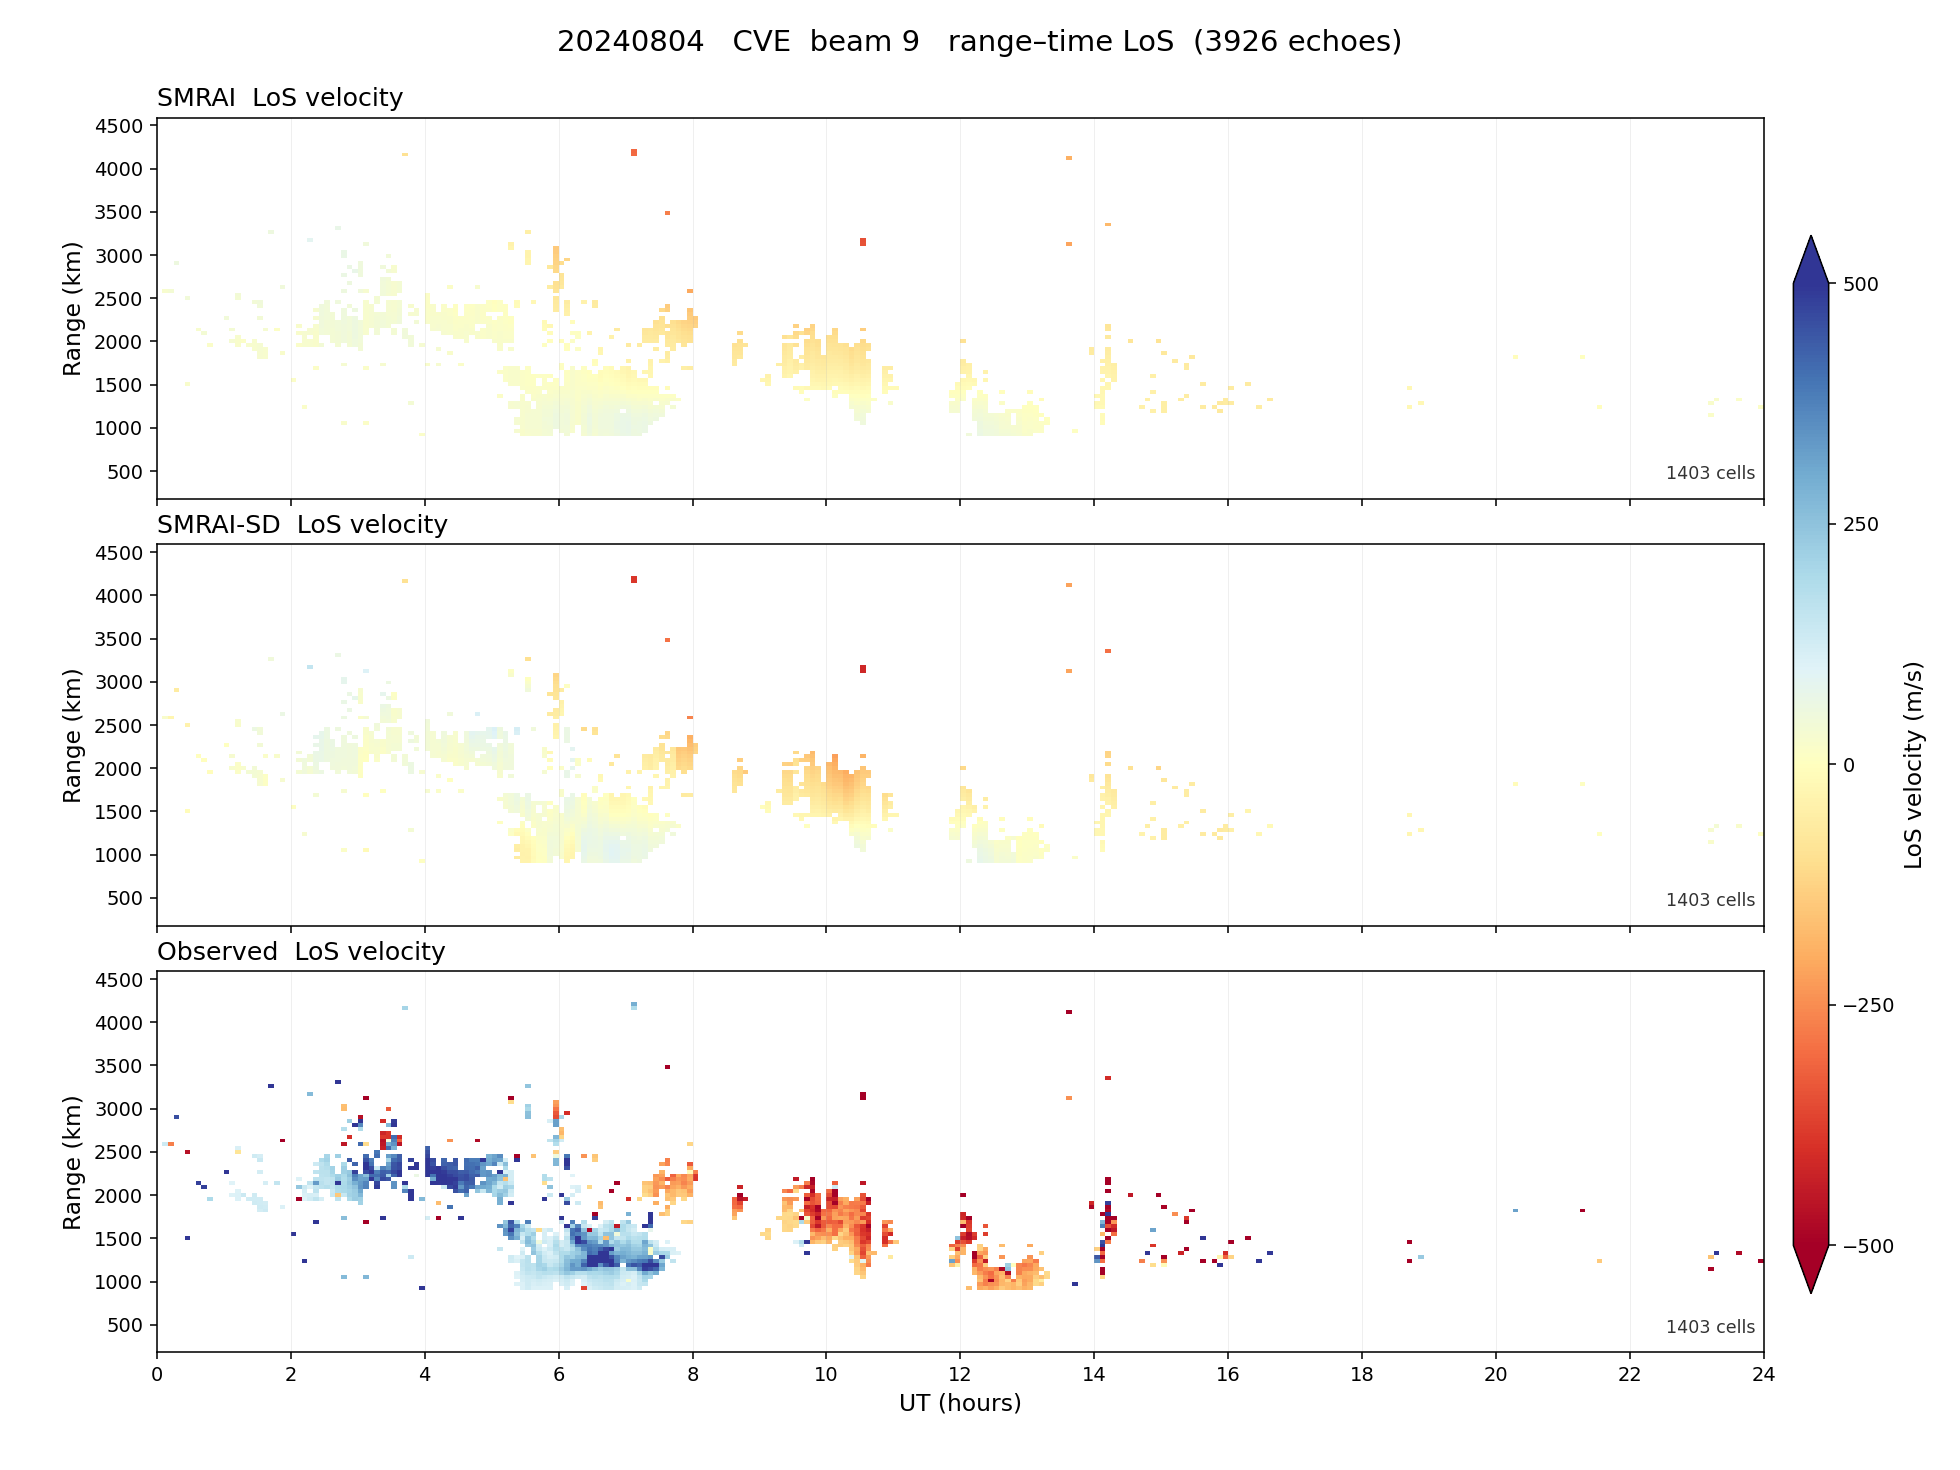 20240804   CVE  beam 9   range–time LoS  (3926 echoes)
SMRAI  LoS velocity
4500
4000
3500
3000
2500
2000
1500
1000
500
Range (km)
1403 cells
SMRAI-SD  LoS velocity
4500
4000
3500
3000
2500
2000
1500
1000
500
Range (km)
1403 cells
Observed  LoS velocity
4500
4000
3500
3000
2500
2000
1500
1000
500
Range (km)
1403 cells
0 2 4 6 8 10 12 14 16 18 20 22 24
UT (hours)
500
250
0
−250
−500
LoS velocity (m/s)